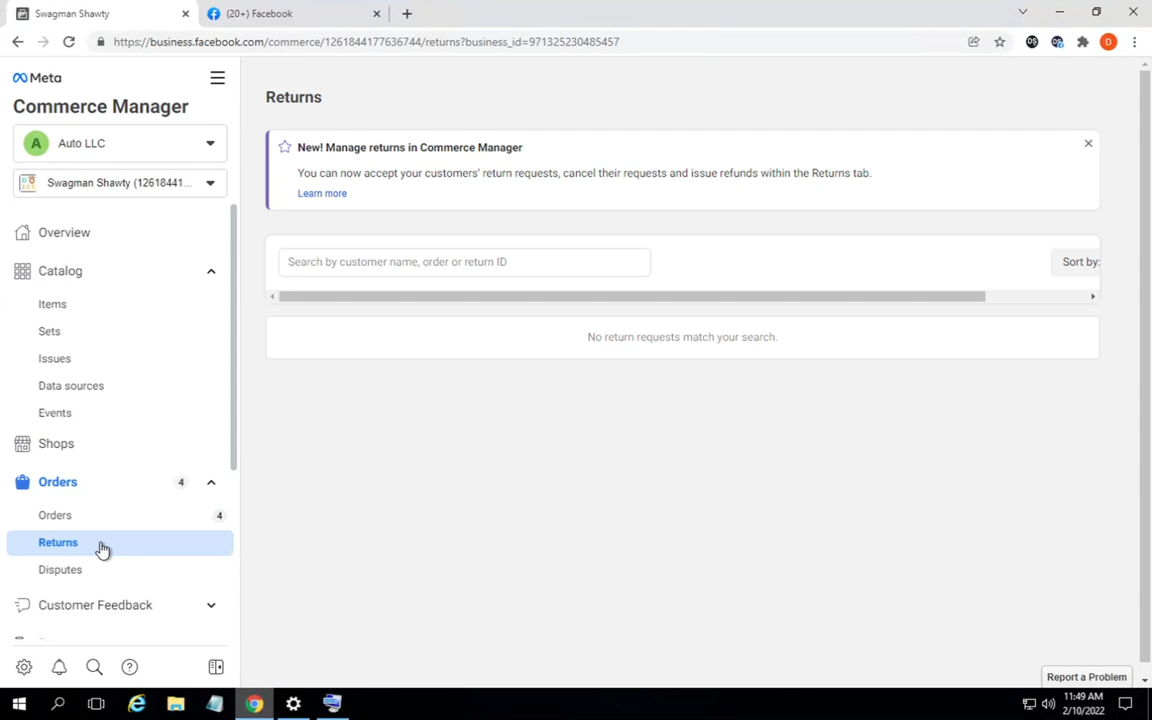 Swagman Shawty
(20+) Facebook
https://business.facebook.com/commerce/1261844177636744/returns?business_id=971325230485457
D
Meta
Commerce Manager
A
Auto LLC
Swagman Shawty (12618441...
Overview
Catalog
Items
Sets
Issues
Data sources
Events
Shops
Orders 4
Orders 4
Returns
Disputes
Customer Feedback
Returns
New! Manage returns in Commerce Manager
You can now accept your customers' return requests, cancel their requests and issue refunds within the Returns tab.
Learn more
Search by customer name, order or return ID
Sort by:
No return requests match your search.
Report a Problem
11:49 AM
2/10/2022